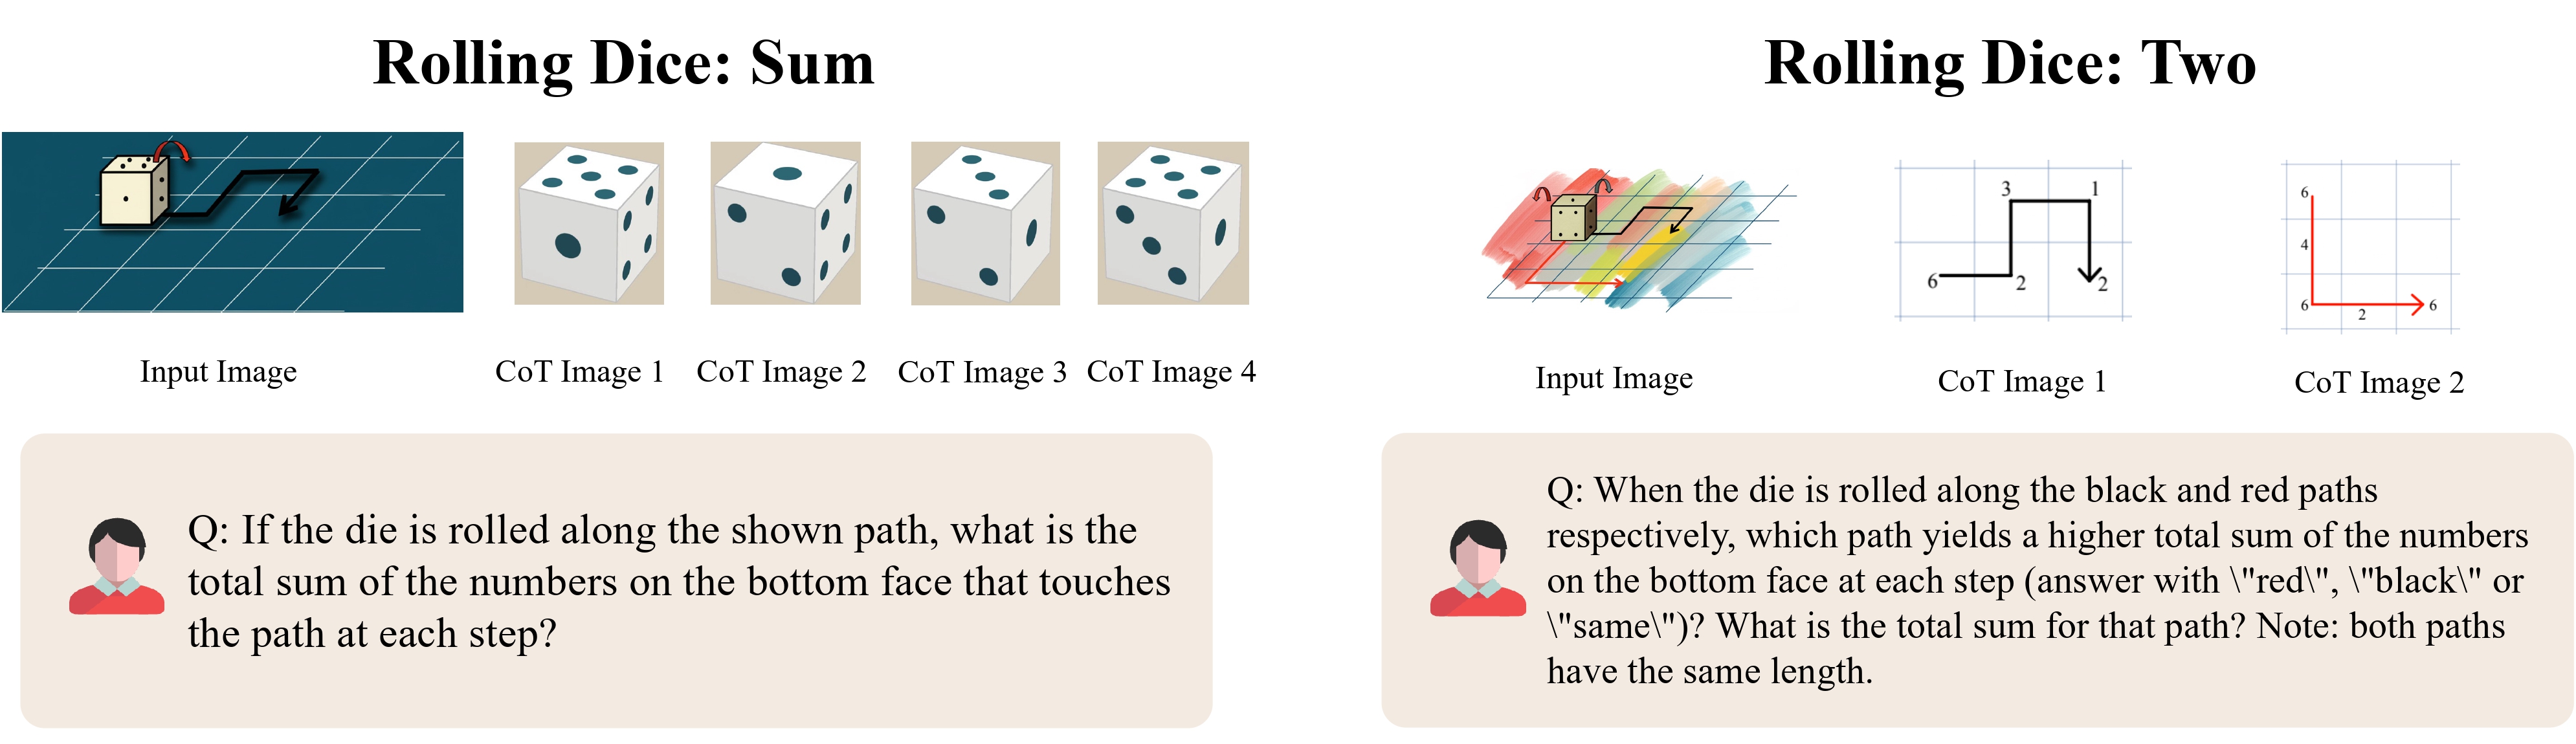 Rolling Dice: Sum
Input Image
CoT Image 1
CoT Image 2
CoT Image 3
CoT Image 4
Q: If the die is rolled along the shown path, what is the
total sum of the numbers on the bottom face that touches
the path at each step?
Rolling Dice: Two
3 1
6 2 2
6
4
6 2 6
Input Image
CoT Image 1
CoT Image 2
Q: When the die is rolled along the black and red paths
respectively, which path yields a higher total sum of the numbers
on the bottom face at each step (answer with \"red\", \"black\" or
\"same\")? What is the total sum for that path? Note: both paths
have the same length.